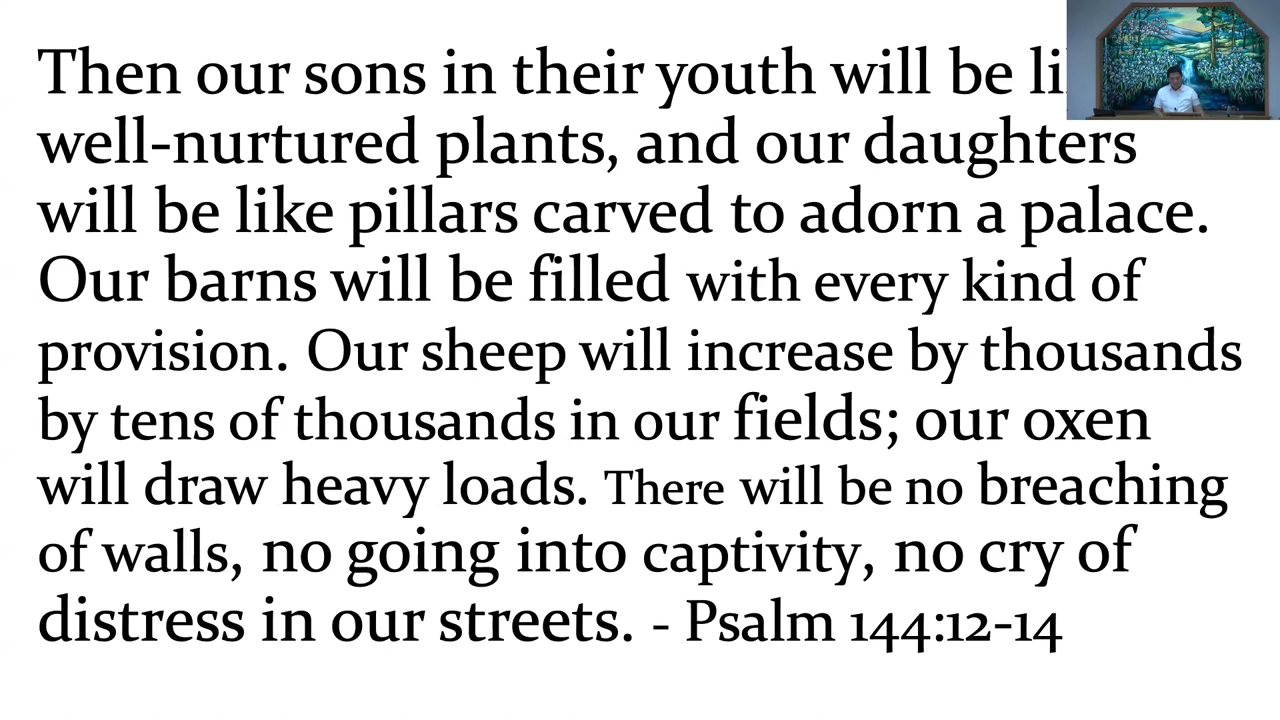 Then our sons in their youth will be
well-nurtured plants, and our daughters
will be like pillars carved to adorn a palace.
Our barns will be filled with every kind of
provision. Our sheep will increase by thousands
by tens of thousands in our fields; our oxen
will draw heavy loads. There will be no breaching
of walls, no going into captivity, no cry of
distress in our streets. - Psalm 144:12-14